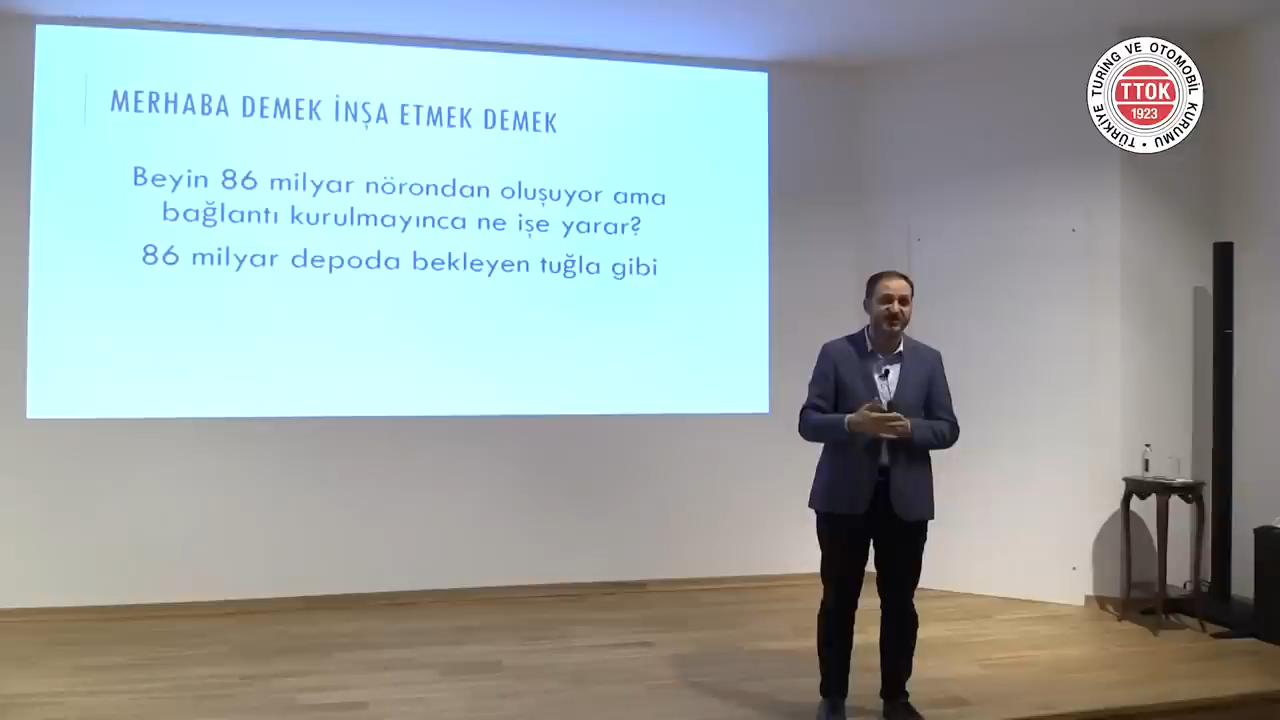 MERHABA DEMEK İNŞA ETMEK DEMEK
Beyin 86 milyar nörondan oluşuyor ama
bağlantı kurulmayınca ne işe yarar?
86 milyar depoda bekleyen tuğla gibi
TÜRKİYE TURİNG VE OTOMOBİL KURUMU •
TTOK
1923